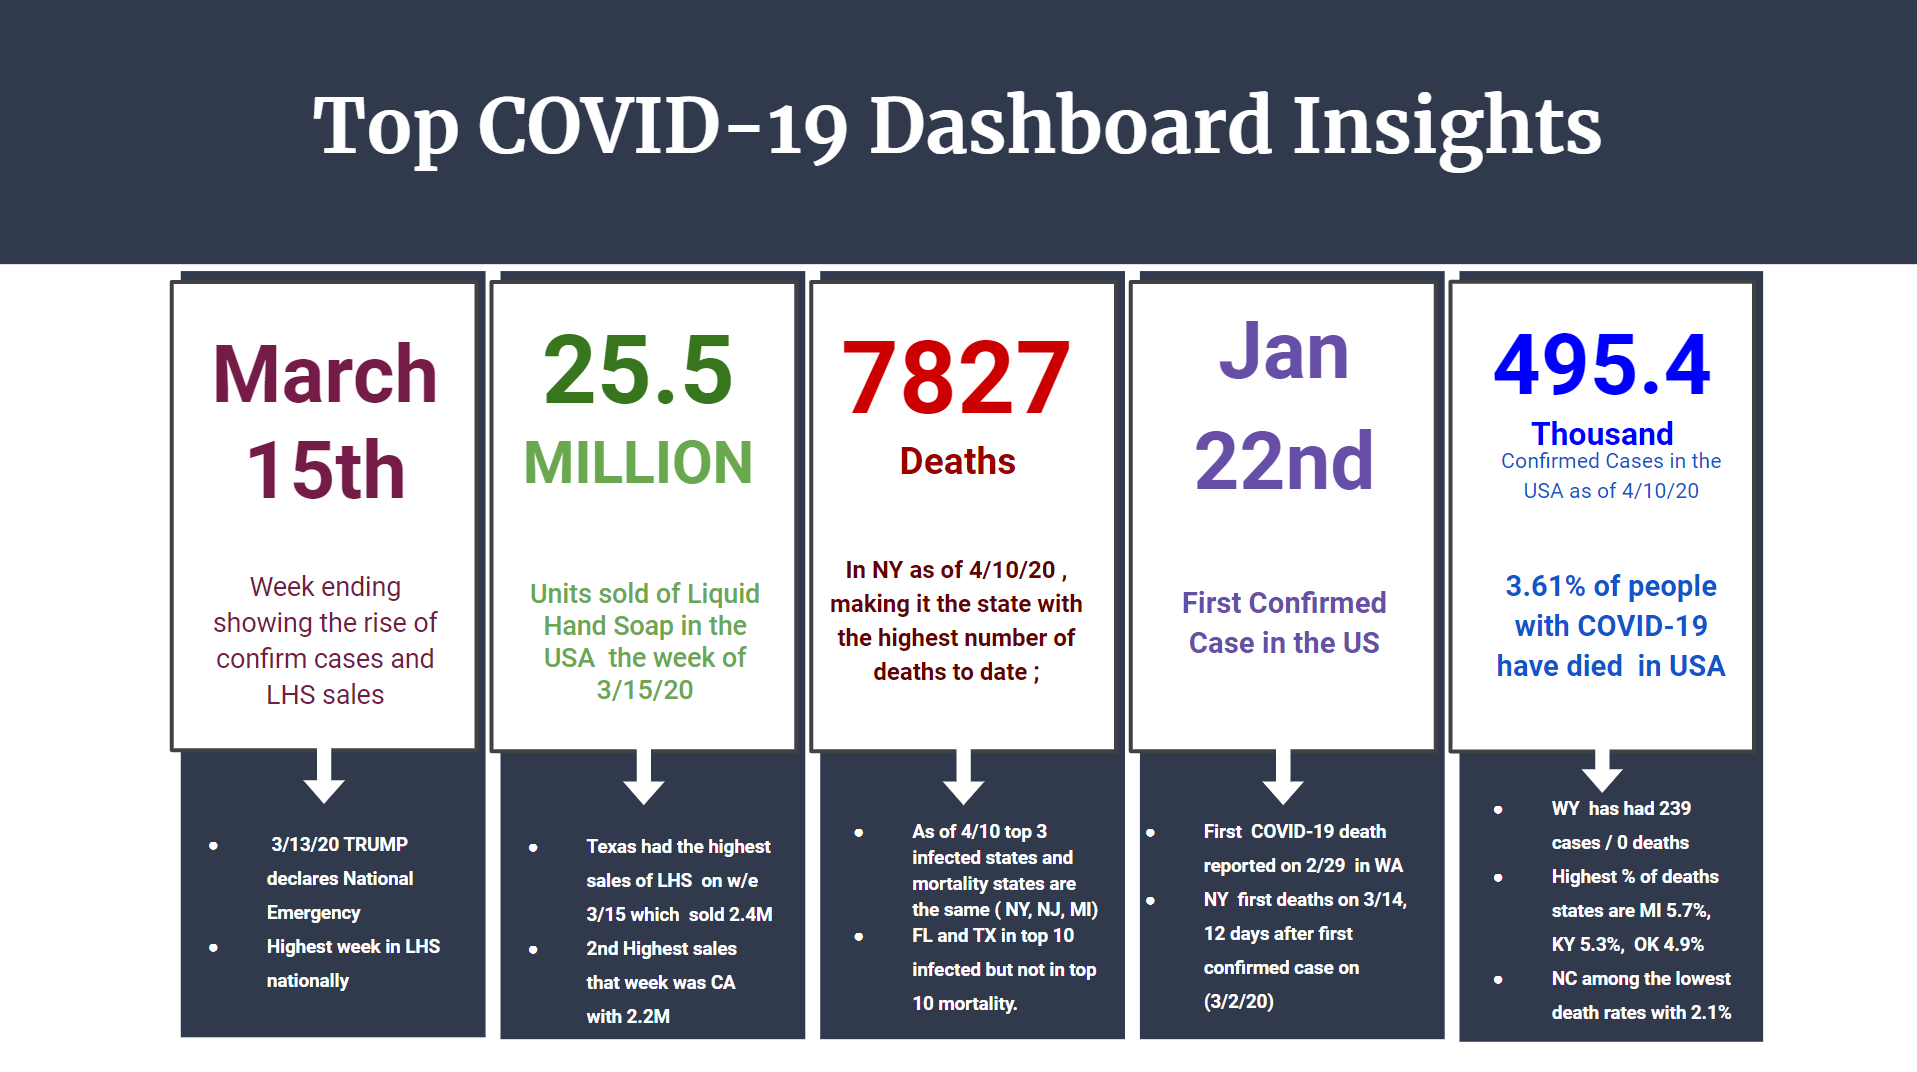 Top COVID-19 Dashboard Insights
March
15th
Week ending
showing the rise of
confirm cases and
LHS sales
3/13/20 TRUMP
declares National
Emergency
Highest week in LHS
nationally
25.5
MILLION
Units sold of Liquid
Hand Soap in the
USA the week of
3/15/20
Texas had the highest
sales of LHS on w/e
3/15 which sold 2.4M
2nd Highest sales
that week was CA
with 2.2M
7827
Deaths
In NY as of 4/10/20 ,
making it the state with
the highest number of
deaths to date ;
As of 4/10 top 3
infected states and
mortality states are
the same ( NY, NJ, MI)
FL and TX in top 10
infected but not in top
10 mortality.
Jan
22nd
First Confirmed
Case in the US
First COVID-19 death
reported on 2/29 in WA
NY first deaths on 3/14,
12 days after first
confirmed case on
(3/2/20)
495.4
Thousand
Confirmed Cases in the
USA as of 4/10/20
3.61% of people
with COVID-19
have died in USA
WY has had 239
cases / 0 deaths
Highest % of deaths
states are MI 5.7%,
KY 5.3%, OK 4.9%
NC among the lowest
death rates with 2.1%